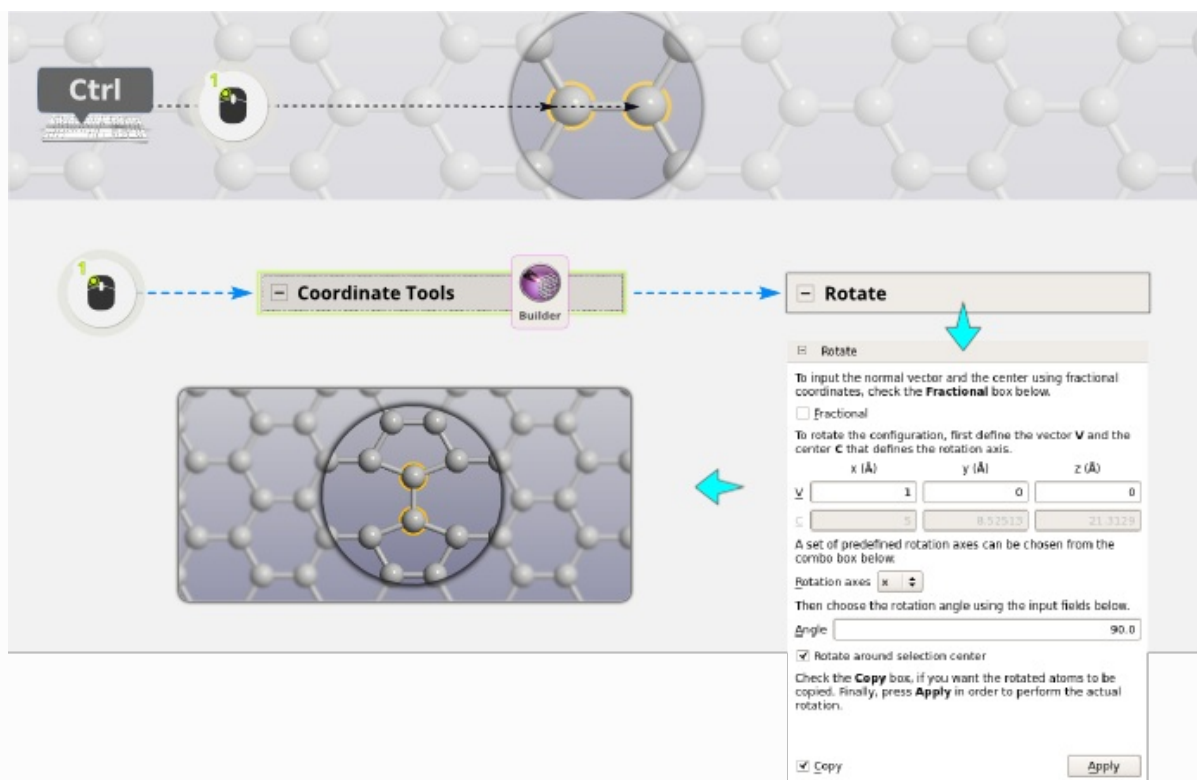 Ctrl
1
1
Coordinate Tools
Builder
Rotate
Rotate
To input the normal vector and the center using fractional
coordinates, check the Fractional box below.
Fractional
To rotate the configuration, first define the vector V and the
center C that defines the rotation axis.
x (Å) y (Å) z (Å)
V 1 0 0
C 5 8.52513 21.3129
A set of predefined rotation axes can be chosen from the
combo box below.
Rotation axes x
Then choose the rotation angle using the input fields below.
Angle 90.0
Rotate around selection center
Check the Copy box, if you want the rotated atoms to be
copied. Finally, press Apply in order to perform the actual
rotation.
Copy Apply